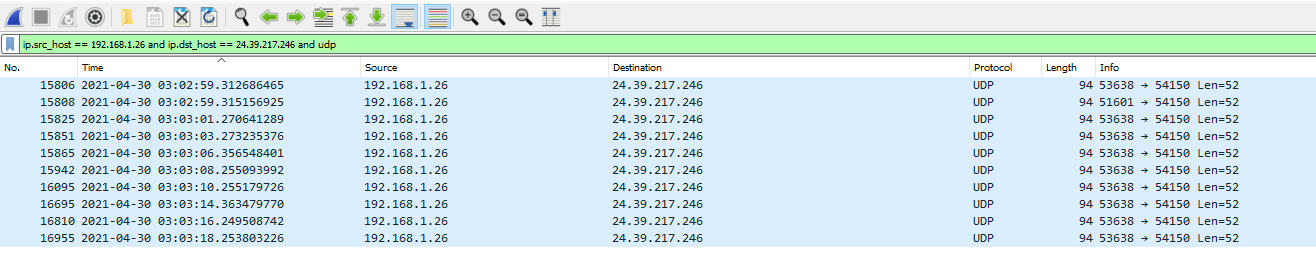 ip.src_host == 192.168.1.26 and ip.dst_host == 24.39.217.246 and udp
No. Time Source Destination Protocol Length Info
15806 2021-04-30 03:02:59.312686465 192.168.1.26 24.39.217.246 UDP 94 53638 → 54150 Len=52
15808 2021-04-30 03:02:59.315156925 192.168.1.26 24.39.217.246 UDP 94 51601 → 54150 Len=52
15825 2021-04-30 03:03:01.270641289 192.168.1.26 24.39.217.246 UDP 94 53638 → 54150 Len=52
15851 2021-04-30 03:03:03.273235376 192.168.1.26 24.39.217.246 UDP 94 53638 → 54150 Len=52
15865 2021-04-30 03:03:06.356548401 192.168.1.26 24.39.217.246 UDP 94 53638 → 54150 Len=52
15942 2021-04-30 03:03:08.255093992 192.168.1.26 24.39.217.246 UDP 94 53638 → 54150 Len=52
16095 2021-04-30 03:03:10.255179726 192.168.1.26 24.39.217.246 UDP 94 53638 → 54150 Len=52
16695 2021-04-30 03:03:14.363479770 192.168.1.26 24.39.217.246 UDP 94 53638 → 54150 Len=52
16810 2021-04-30 03:03:16.249508742 192.168.1.26 24.39.217.246 UDP 94 53638 → 54150 Len=52
16955 2021-04-30 03:03:18.253803226 192.168.1.26 24.39.217.246 UDP 94 53638 → 54150 Len=52